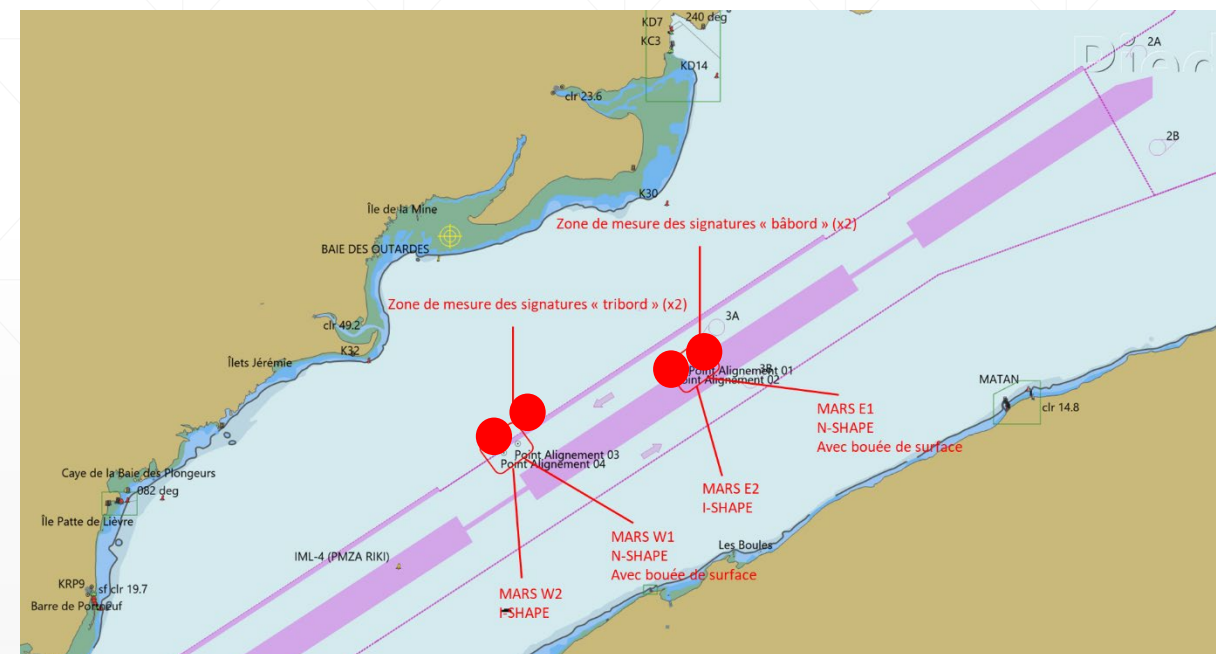 KD7
240 deg
KC3
2A
KD14
clr 23.6
2B
K30
Île de la Mine
Zone de mesure des signatures « bâbord » (x2)
BAIE DES OUTARDES
Zone de mesure des signatures « tribord » (x2)
3A
clr 49.2
K32
Îlets Jérémie
3B
Point Alignement 01
Point Alignement 02
MATAN
clr 14.8
MARS E1
N-SHAPE
Avec bouée de surface
Point Alignement 03
Point Alignement 04
Caye de la Baie des Plongeurs
082 deg
MARS E2
I-SHAPE
Île Patte de Lièvre
MARS W1
N-SHAPE
Avec bouée de surface
Les Boules
IML-4 (PMZA RIKI)
KRP9
sf clr 19.7
MARS W2
I-SHAPE
Barre de Portneuf